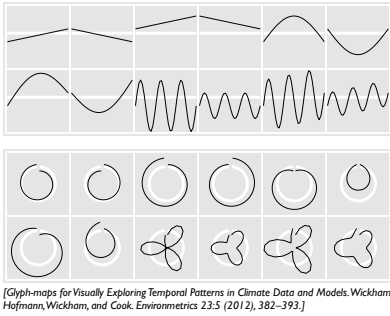 [Glyph-maps for Visually Exploring Temporal Patterns in Climate Data and Models. Wickham
Hofmann, Wickham, and Cook. Environmetrics 23:5 (2012), 382–393.]